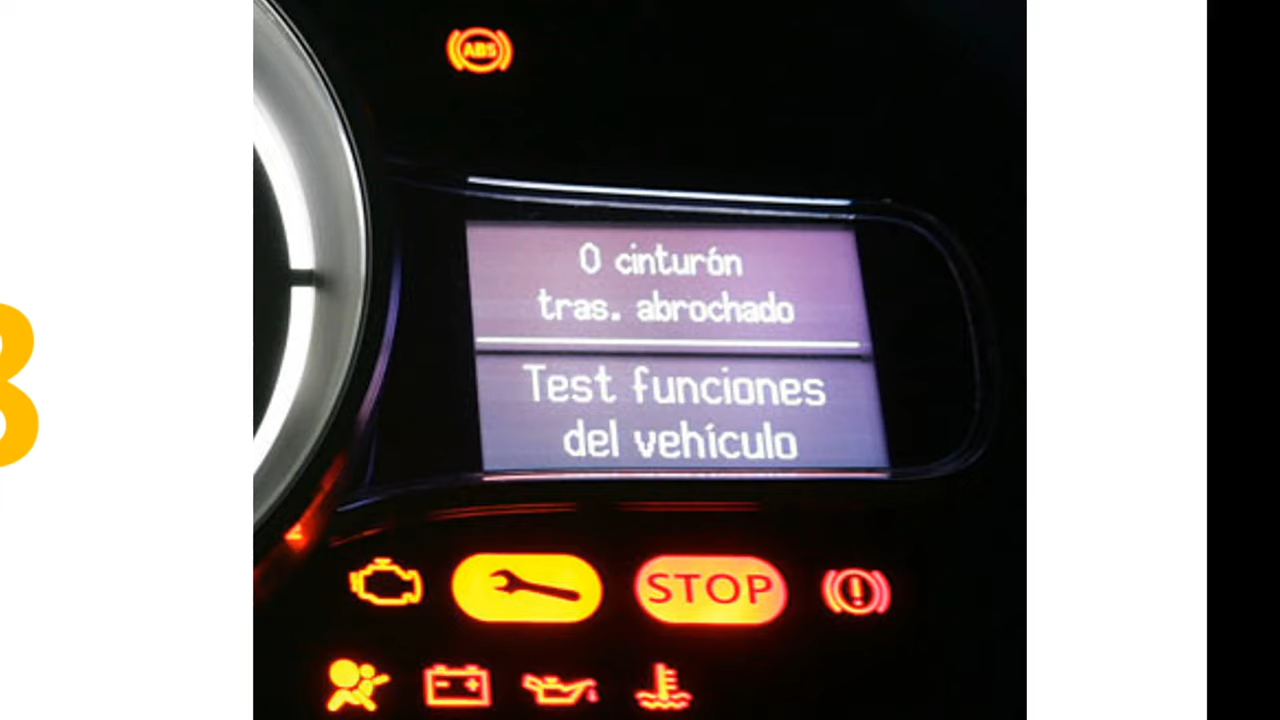 ABS
0 cinturón
tras. abrochado
Test funciones
del vehículo
STOP